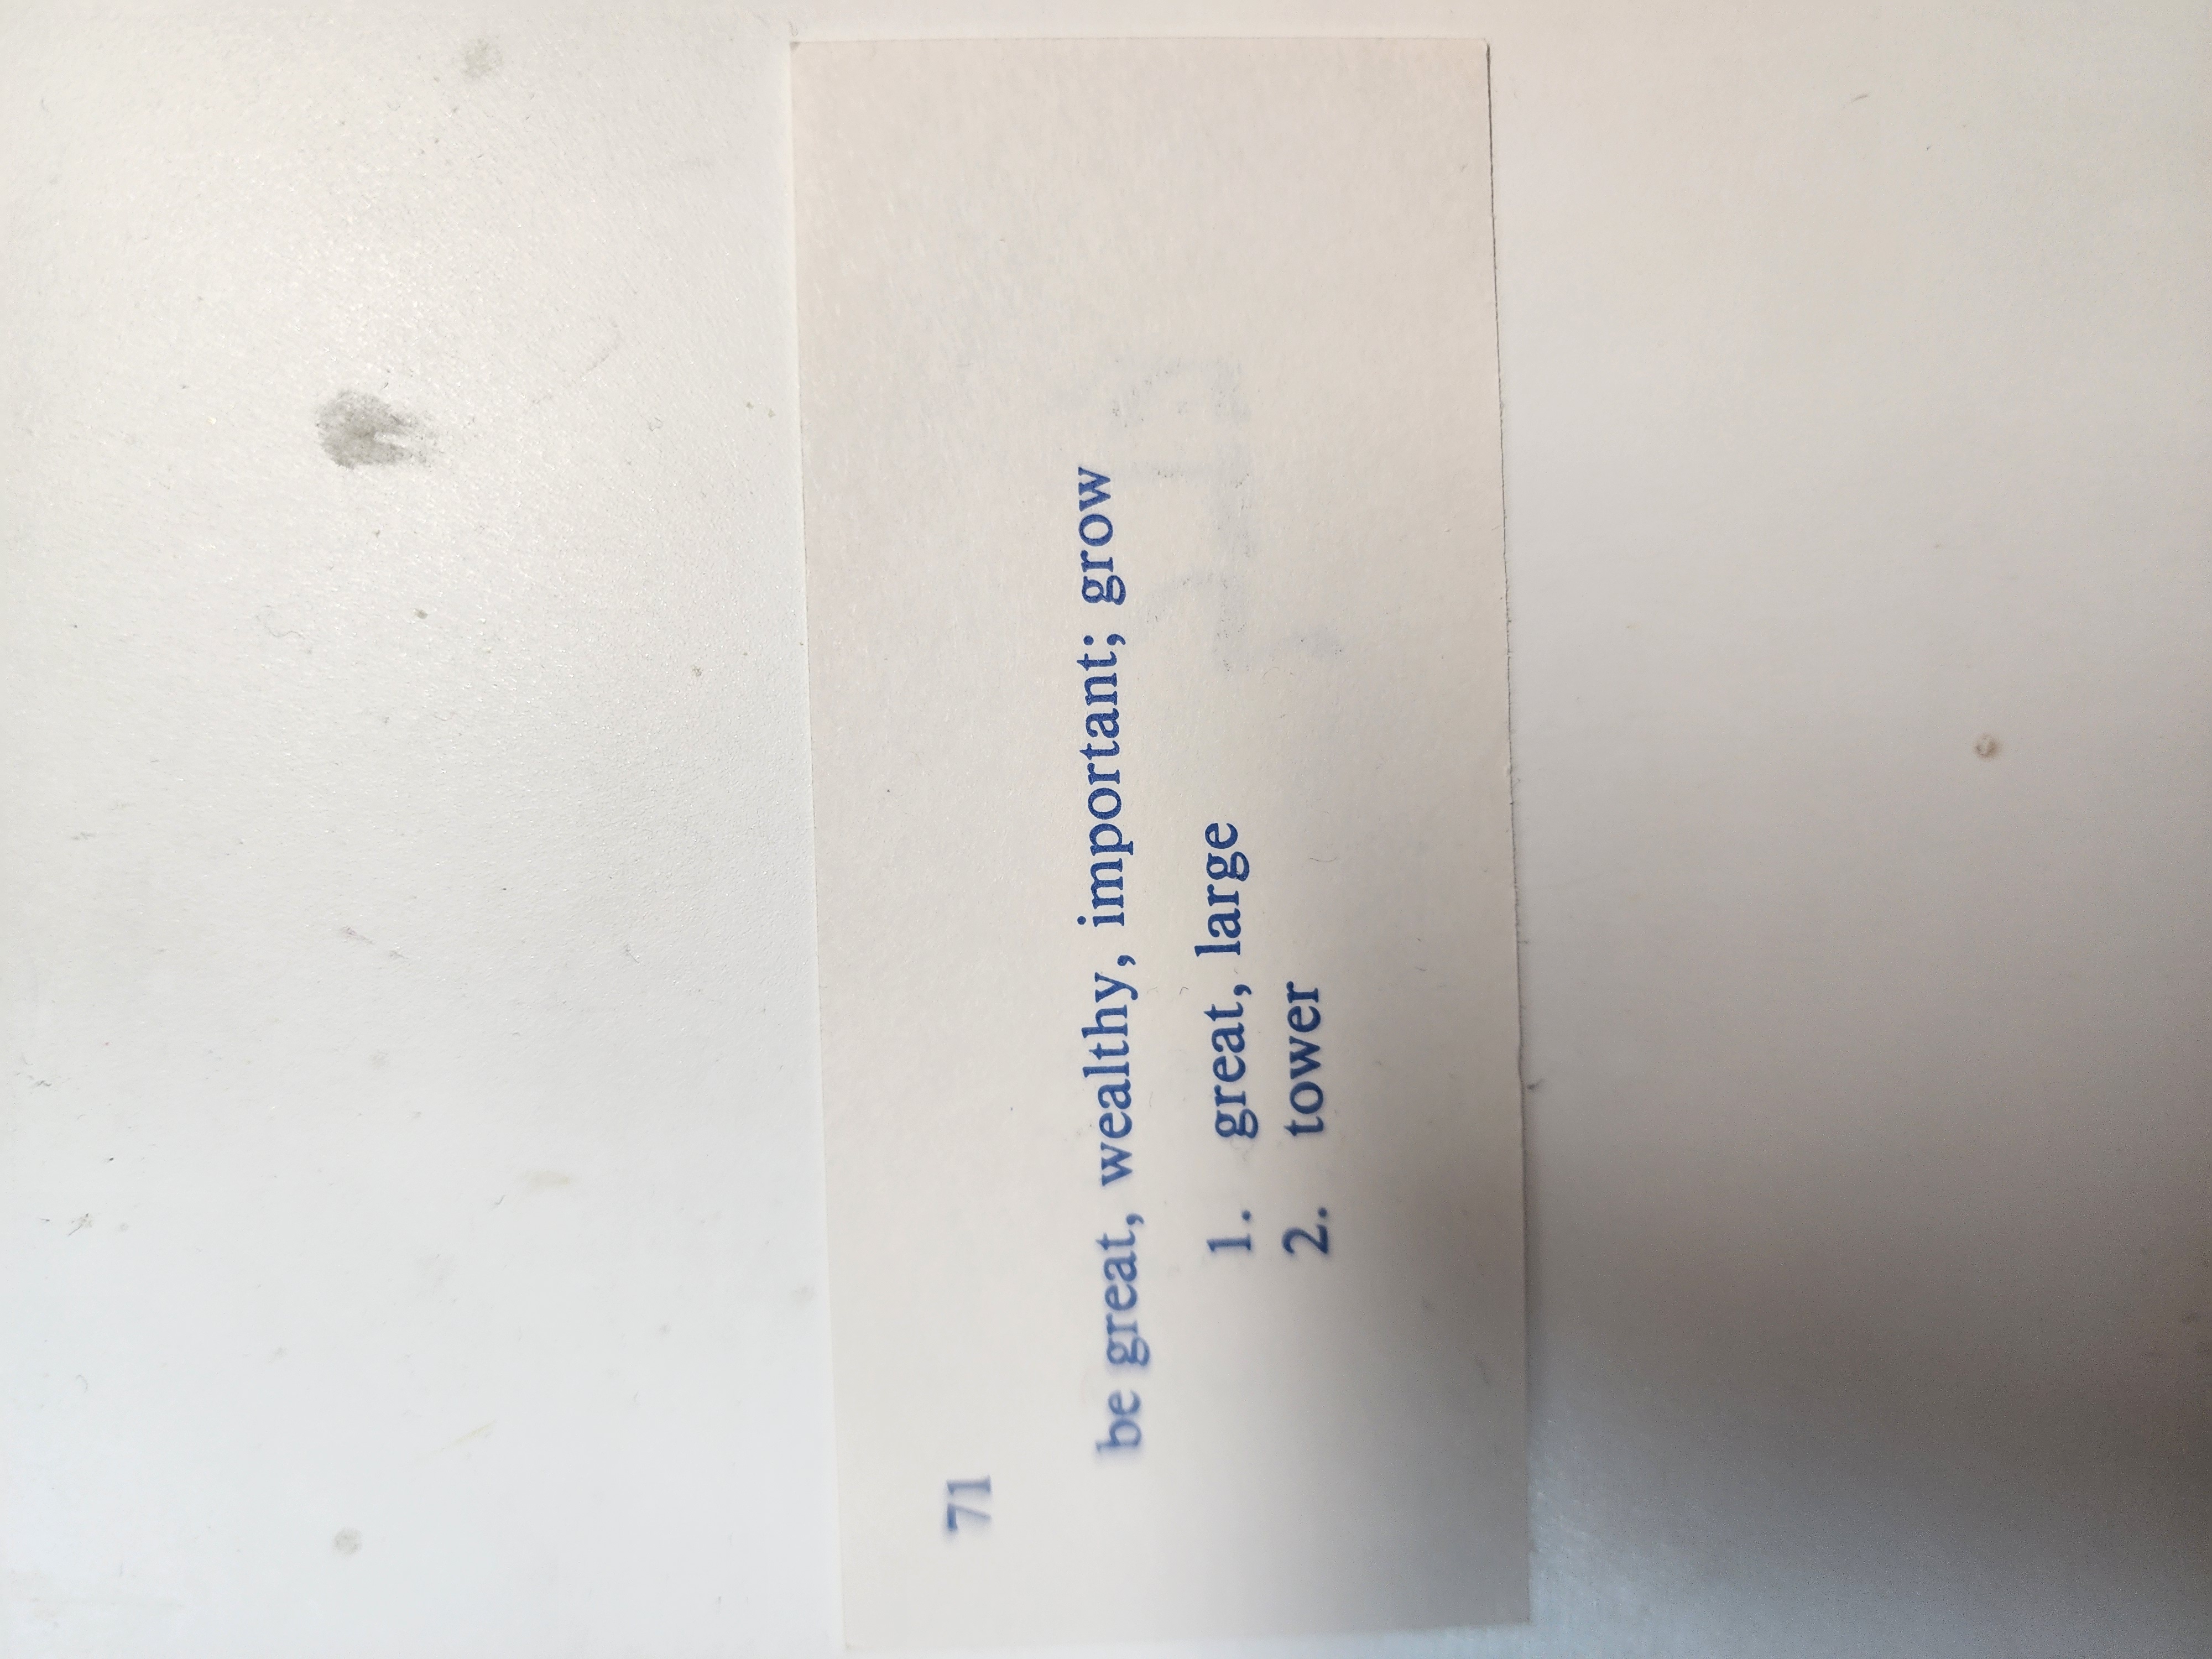 71
be great, wealthy, important; grow
1. great, large
2. tower